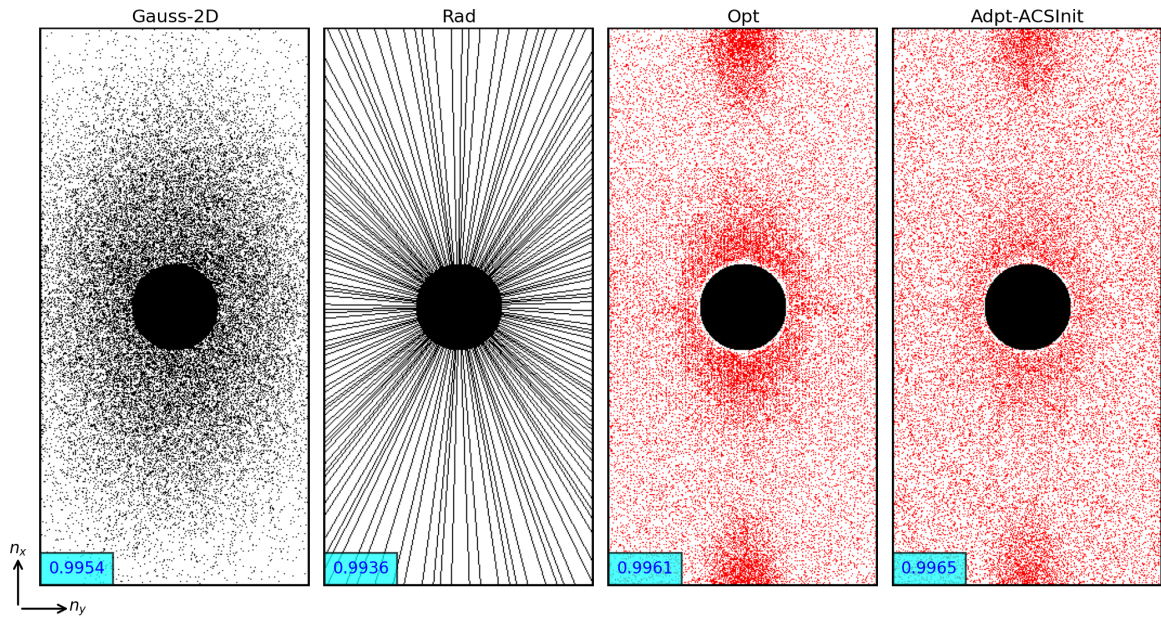 Gauss-2D
Rad
Opt
Adpt-ACSInit
0.9954
0.9936
0.9961
0.9965
n_x
n_y